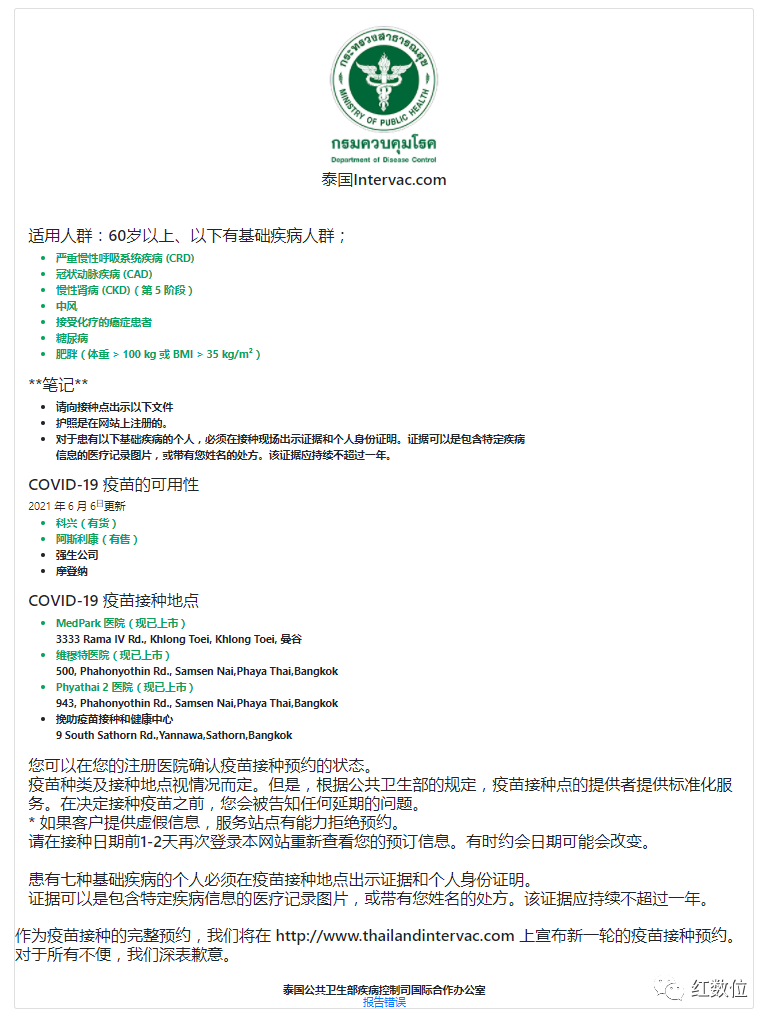 กระทรวงสาธารณสุข
MINISTRY OF PUBLIC HEALTH
กรมควบคุมโรค
Department of Disease Control
泰国Intervac.com
适用人群：60岁以上、以下有基础疾病人群；
• 严重慢性呼吸系统疾病 (CRD)
• 冠状动脉疾病 (CAD)
• 慢性肾病 (CKD)（第 5 阶段）
• 中风
• 接受化疗的癌症患者
• 糖尿病
• 肥胖（体重 > 100 kg 或 BMI > 35 kg/m²）
**笔记**
• 请向接种点出示以下文件
• 护照是在网站上注册的。
• 对于患有以下基础疾病的个人，必须在接种现场出示证据和个人身份证明。证据可以是包含特定疾病
信息的医疗记录图片，或带有您姓名的处方。该证据应持续不超过一年。
COVID-19 疫苗的可用性
2021 年 6 月 6日更新
• 科兴（有货）
• 阿斯利康（有售）
• 强生公司
• 摩登纳
COVID-19 疫苗接种地点
• MedPark 医院（现已上市）
3333 Rama IV Rd., Khlong Toei, Khlong Toei, 曼谷
• 维穆特医院（现已上市）
500, Phahonyothin Rd., Samsen Nai,Phaya Thai,Bangkok
• Phyathai 2 医院（现已上市）
943, Phahonyothin Rd., Samsen Nai,Phaya Thai,Bangkok
• 挽叻疫苗接种和健康中心
9 South Sathorn Rd.,Yannawa,Sathorn,Bangkok
您可以在您的注册医院确认疫苗接种预约的状态。
疫苗种类及接种地点视情况而定。但是，根据公共卫生部的规定，疫苗接种点的提供者提供标准化服
务。在决定接种疫苗之前，您会被告知任何延期的问题。
* 如果客户提供虚假信息，服务站点有能力拒绝预约。
请在接种日期前1-2天再次登录本网站重新查看您的预订信息。有时约会日期可能会改变。
患有七种基础疾病的个人必须在疫苗接种地点出示证据和个人身份证明。
证据可以是包含特定疾病信息的医疗记录图片，或带有您姓名的处方。该证据应持续不超过一年。
作为疫苗接种的完整预约，我们将在 http://www.thailandintervac.com 上宣布新一轮的疫苗接种预约。
对于所有不便，我们深表歉意。
泰国公共卫生部疾病控制司国际合作办公室
报告错误
红数位